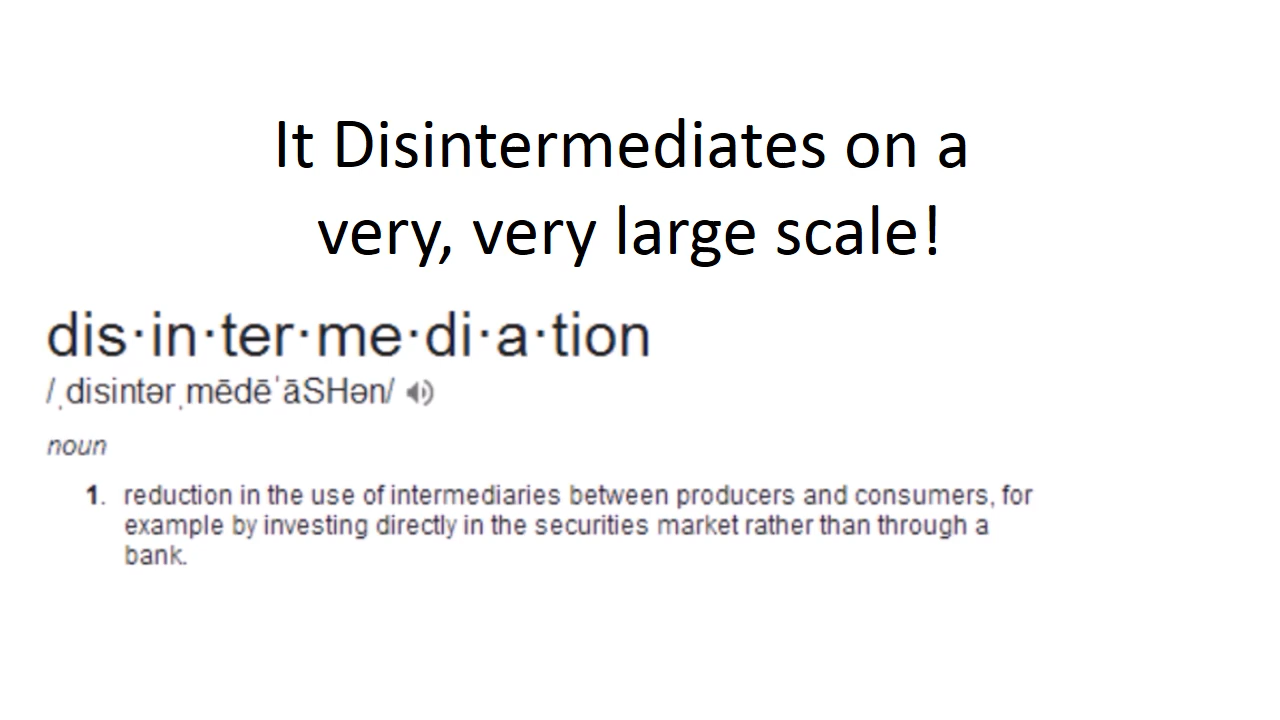 It Disintermediates on a
very, very large scale!
dis·in·ter·me·di·a·tion
/ˌdisintərˌmēdēˈāSHən/
noun
1. reduction in the use of intermediaries between producers and consumers, for
example by investing directly in the securities market rather than through a
bank.